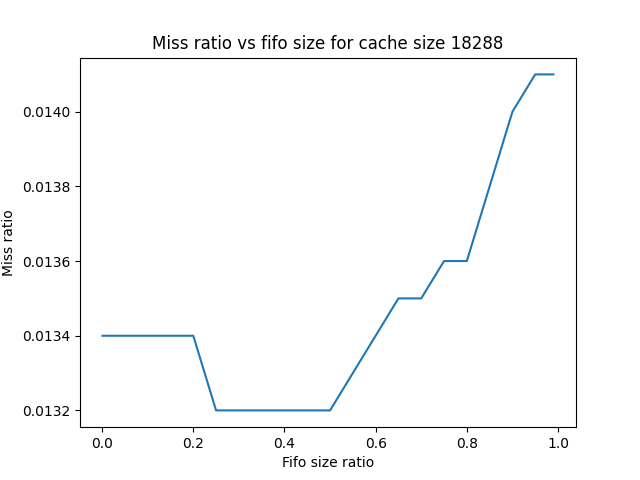 Miss ratio vs fifo size for cache size 18288
0.0140
0.0138
0.0136
0.0134
0.0132
Miss ratio
0.0 0.2 0.4 0.6 0.8 1.0
Fifo size ratio